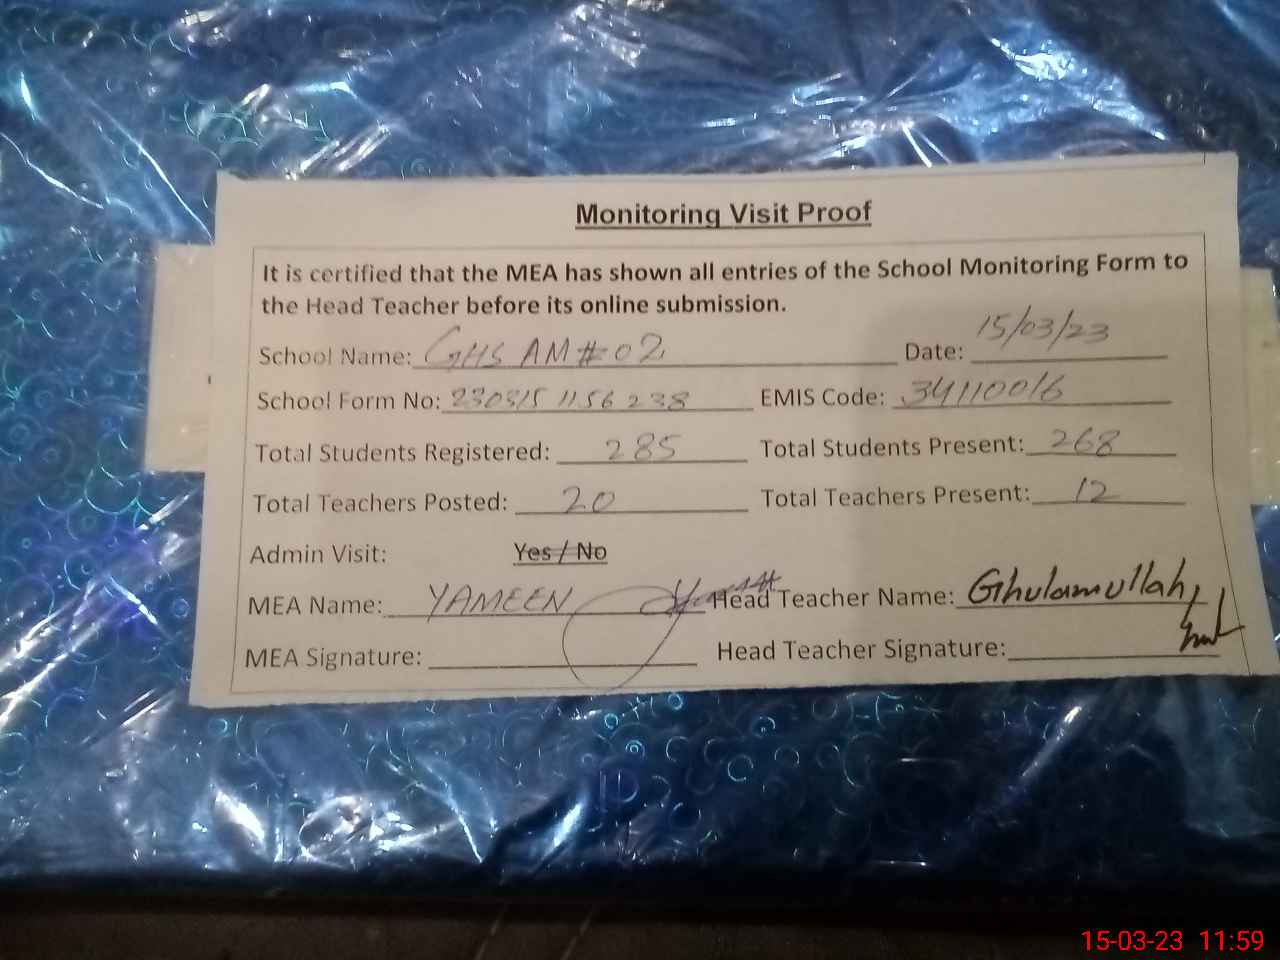 Monitoring Visit Proof
It is certified that the MEA has shown all entries of the School Monitoring Form to
the Head Teacher before its online submission.
School Name: GHS AM#02 Date: 15/03/23
School Form No: 230315 1156 238 EMIS Code: 34110016
Total Students Registered: 285 Total Students Present: 268
Total Teachers Posted: 20 Total Teachers Present: 12
Admin Visit: Yes / No
MEA Name: YAMEEN Head Teacher Name: Ghulamullah
MEA Signature: Head Teacher Signature:
15-03-23 11:59